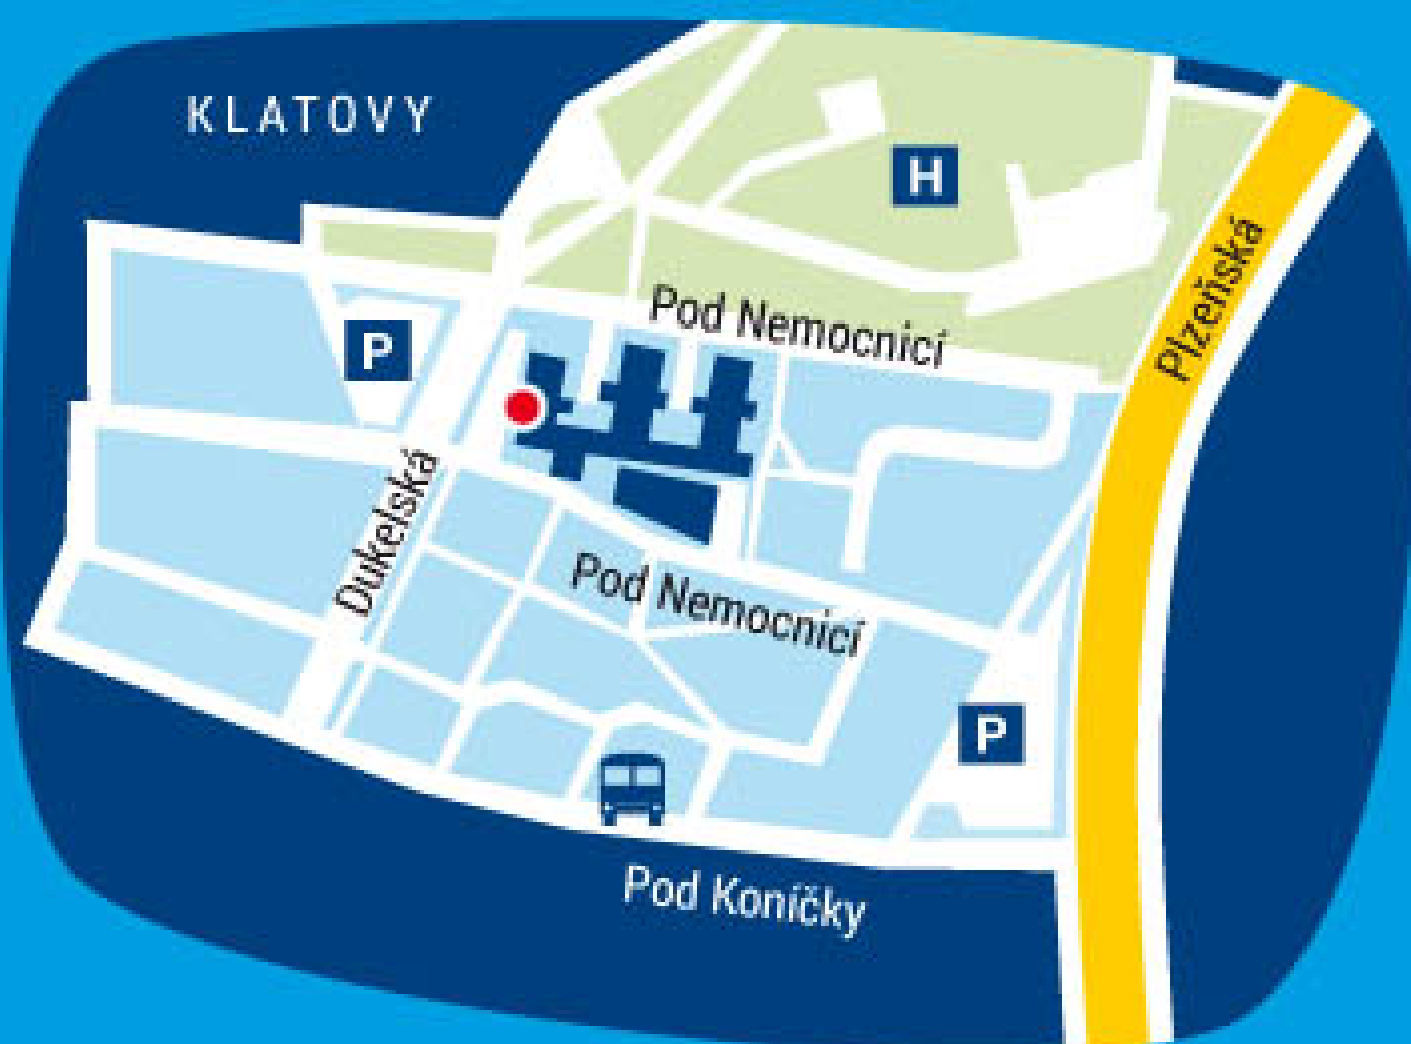 KLATOVY
H
Plzeňská
Pod Nemocnicí
P
Dukelská
Pod Nemocnicí
P
Pod Koníčky